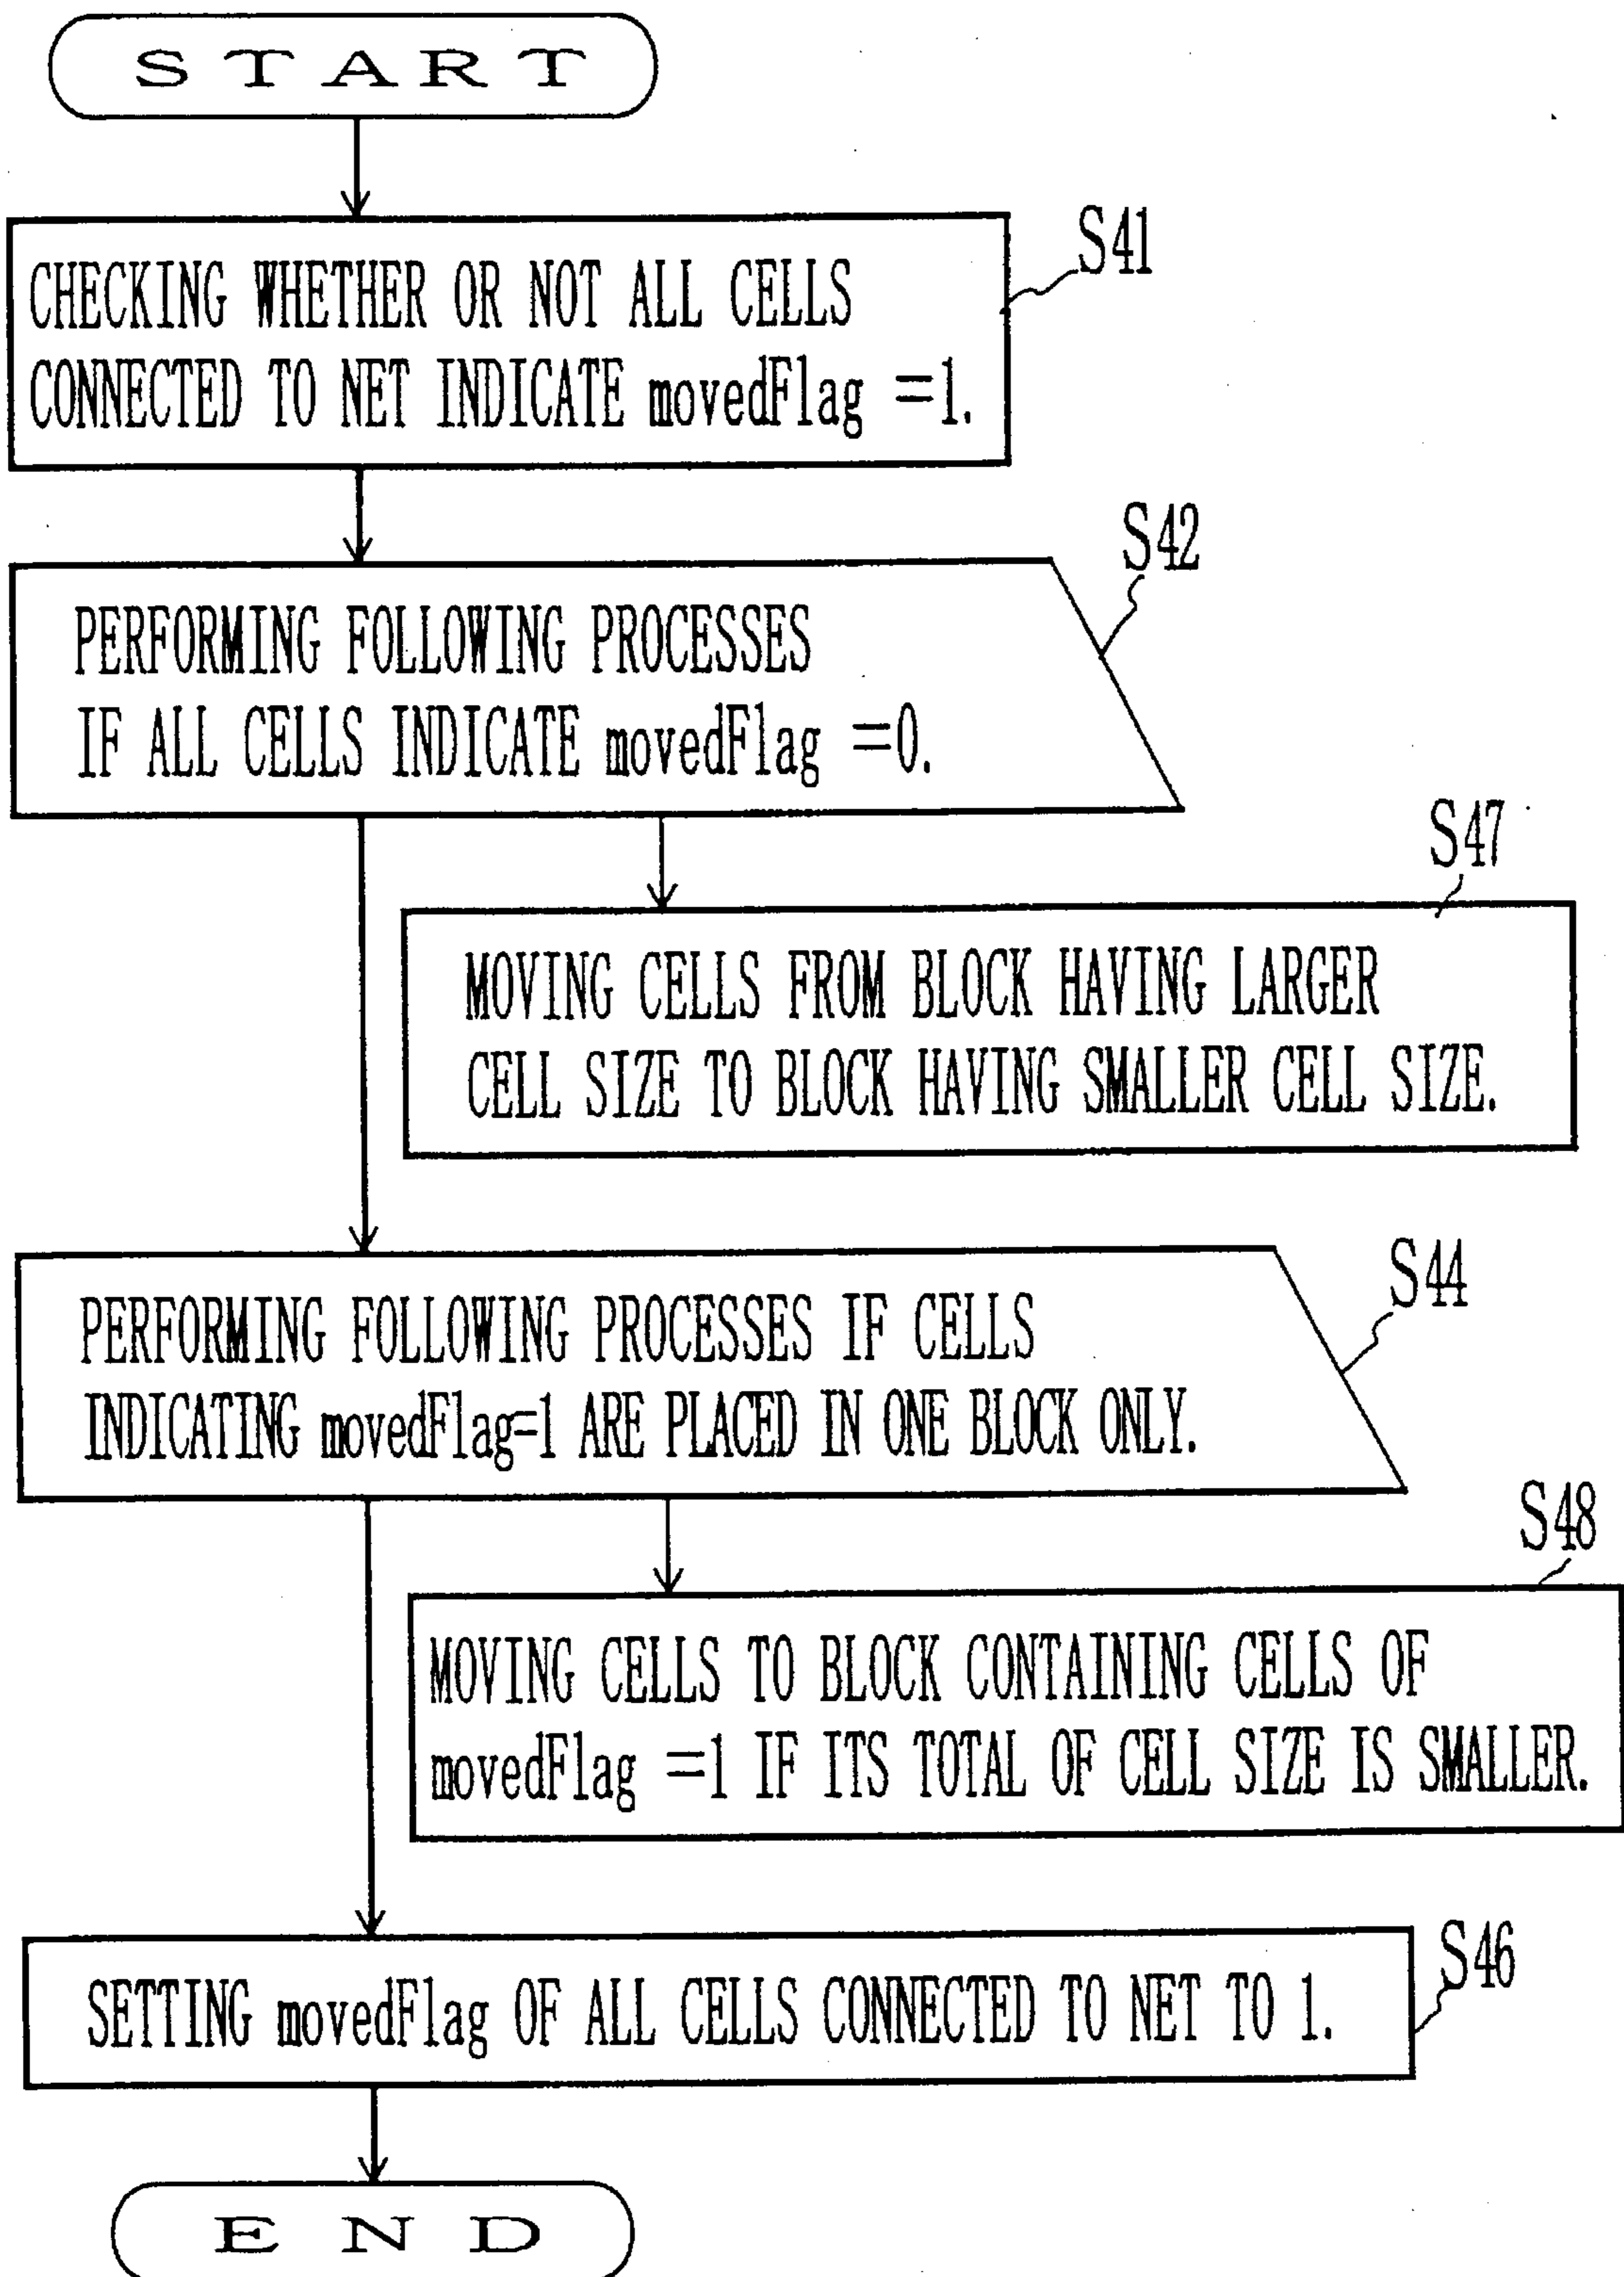 START
S41
CHECKING WHETHER OR NOT ALL CELLS
CONNECTED TO NET INDICATE movedFlag =1.
S42
PERFORMING FOLLOWING PROCESSES
IF ALL CELLS INDICATE movedFlag =0.
S47
MOVING CELLS FROM BLOCK HAVING LARGER
CELL SIZE TO BLOCK HAVING SMALLER CELL SIZE.
S44
PERFORMING FOLLOWING PROCESSES IF CELLS
INDICATING movedFlag=1 ARE PLACED IN ONE BLOCK ONLY.
S48
MOVING CELLS TO BLOCK CONTAINING CELLS OF
movedFlag =1 IF ITS TOTAL OF CELL SIZE IS SMALLER.
S46
SETTING movedFlag OF ALL CELLS CONNECTED TO NET TO 1.
END